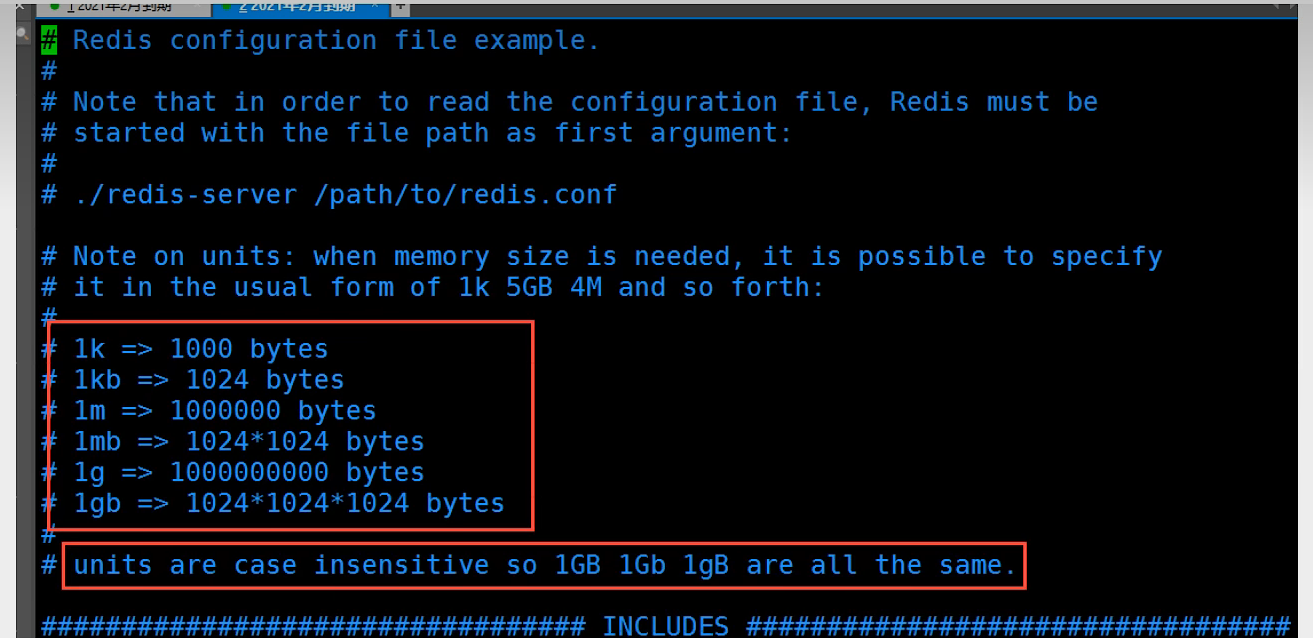 1 2021年2月到期
2 2021年2月到期
# Redis configuration file example.
#
# Note that in order to read the configuration file, Redis must be
# started with the file path as first argument:
#
# ./redis-server /path/to/redis.conf
# Note on units: when memory size is needed, it is possible to specify
# it in the usual form of 1k 5GB 4M and so forth:
#
# 1k => 1000 bytes
# 1kb => 1024 bytes
# 1m => 1000000 bytes
# 1mb => 1024*1024 bytes
# 1g => 1000000000 bytes
# 1gb => 1024*1024*1024 bytes
#
# units are case insensitive so 1GB 1Gb 1gB are all the same.
################################## INCLUDES ##################################